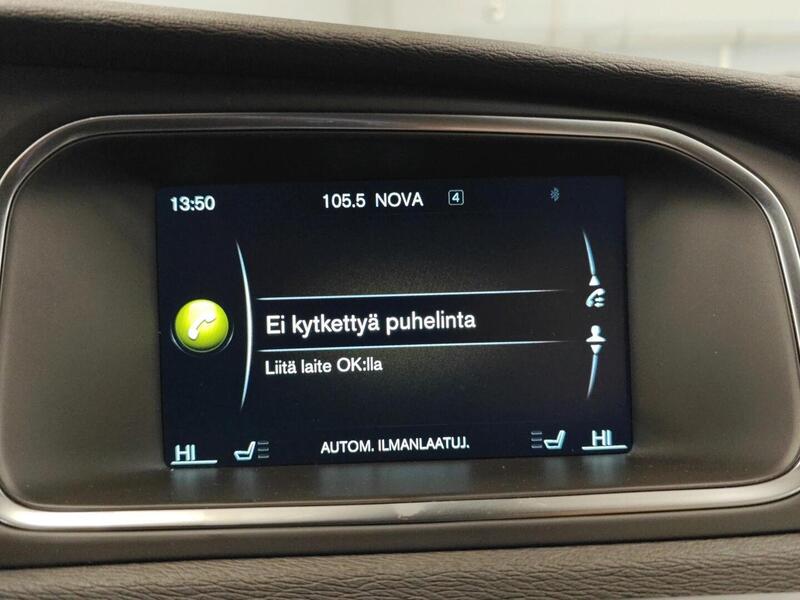 13:50 105.5 NOVA 4
Ei kytkettyä puhelinta
Liitä laite OK:lla
HI AUTOM. ILMANLAATUJ. HI